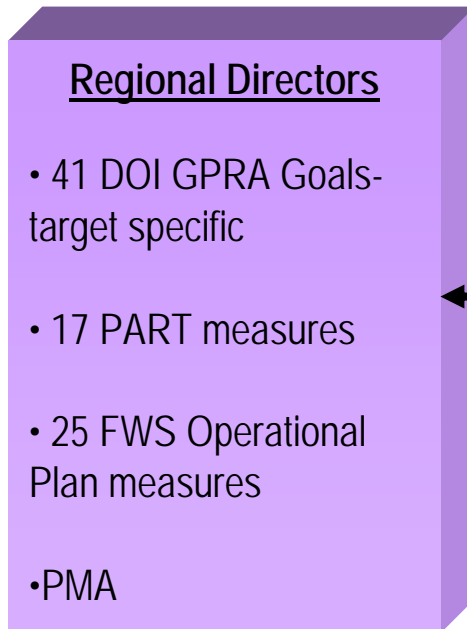 Regional Directors
• 41 DOI GPRA Goals-
target specific
• 17 PART measures
• 25 FWS Operational
Plan measures
•PMA